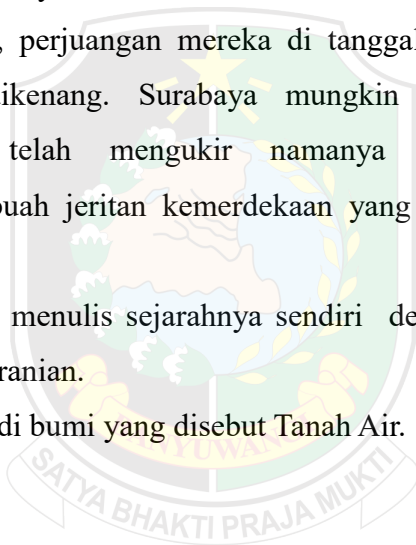 , perjuangan mereka di tanggal
ikenang. Surabaya mungkin
telah mengukir namanya
buah jeritan kemerdekaan yang
menulis sejarahnya sendiri de
ranian.
di bumi yang disebut Tanah Air.
BANYUWANGI
SATYA BHAKTI PRAJA MUKTI